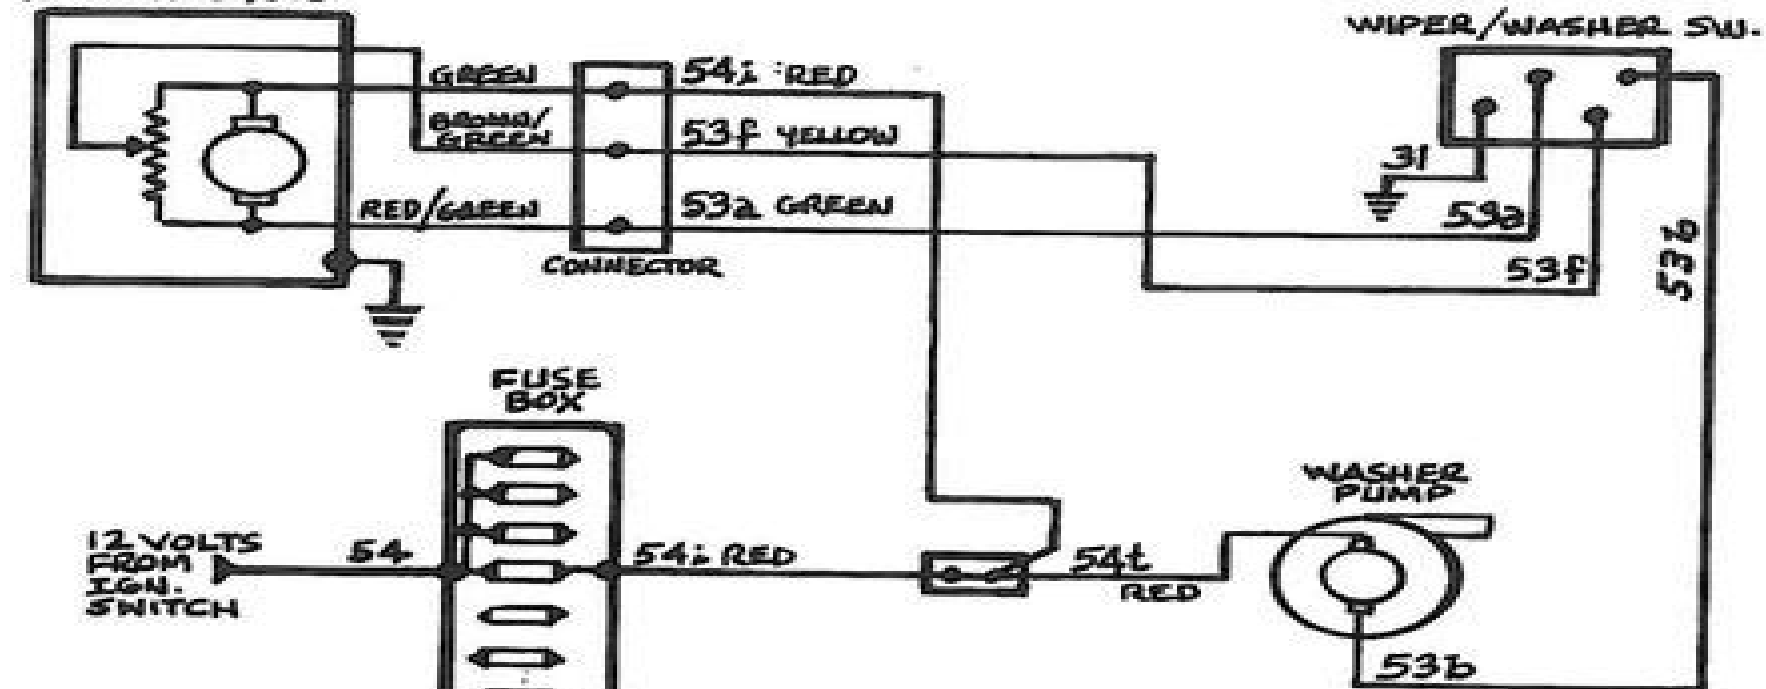 WIPER/WASHER SW.
GREEN
54i RED
BROWN/
GREEN
53f YELLOW
31
RED/GREEN
53a GREEN
53a
CONNECTOR
53f
53b
FUSE
BOX
WASHER
PUMP
12 VOLTS
FROM
IGN.
SWITCH
54
54i RED
54t
RED
53b